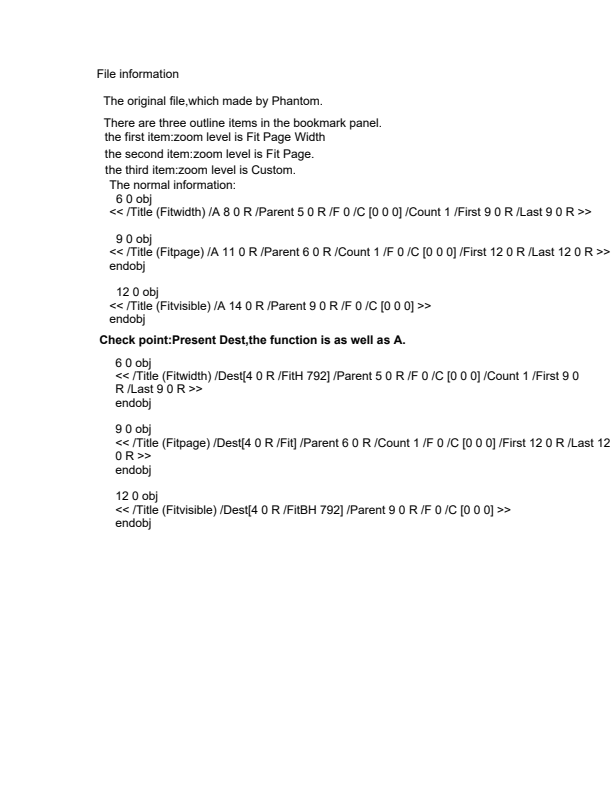 File information
The original file,which made by Phantom.
There are three outline items in the bookmark panel.
the first item:zoom level is Fit Page Width
the second item:zoom level is Fit Page.
the third item:zoom level is Custom.
The normal information:
6 0 obj
<< /Title (Fitwidth) /A 8 0 R /Parent 5 0 R /F 0 /C [0 0 0] /Count 1 /First 9 0 R /Last 9 0 R >>
9 0 obj
<< /Title (Fitpage) /A 11 0 R /Parent 6 0 R /Count 1 /F 0 /C [0 0 0] /First 12 0 R /Last 12 0 R >>
endobj
12 0 obj
<< /Title (Fitvisible) /A 14 0 R /Parent 9 0 R /F 0 /C [0 0 0] >>
endobj
Check point:Present Dest,the function is as well as A.
6 0 obj
<< /Title (Fitwidth) /Dest[4 0 R /FitH 792] /Parent 5 0 R /F 0 /C [0 0 0] /Count 1 /First 9 0
R /Last 9 0 R >>
endobj
9 0 obj
<< /Title (Fitpage) /Dest[4 0 R /Fit] /Parent 6 0 R /Count 1 /F 0 /C [0 0 0] /First 12 0 R /Last 12
0 R >>
endobj
12 0 obj
<< /Title (Fitvisible) /Dest[4 0 R /FitBH 792] /Parent 9 0 R /F 0 /C [0 0 0] >>
endobj